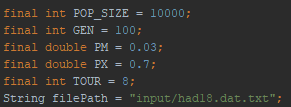 final int POP_SIZE = 10000;
final int GEN = 100;
final double PM = 0.03;
final double PX = 0.7;
final int TOUR = 8;
String filePath = "input/had18.dat.txt";